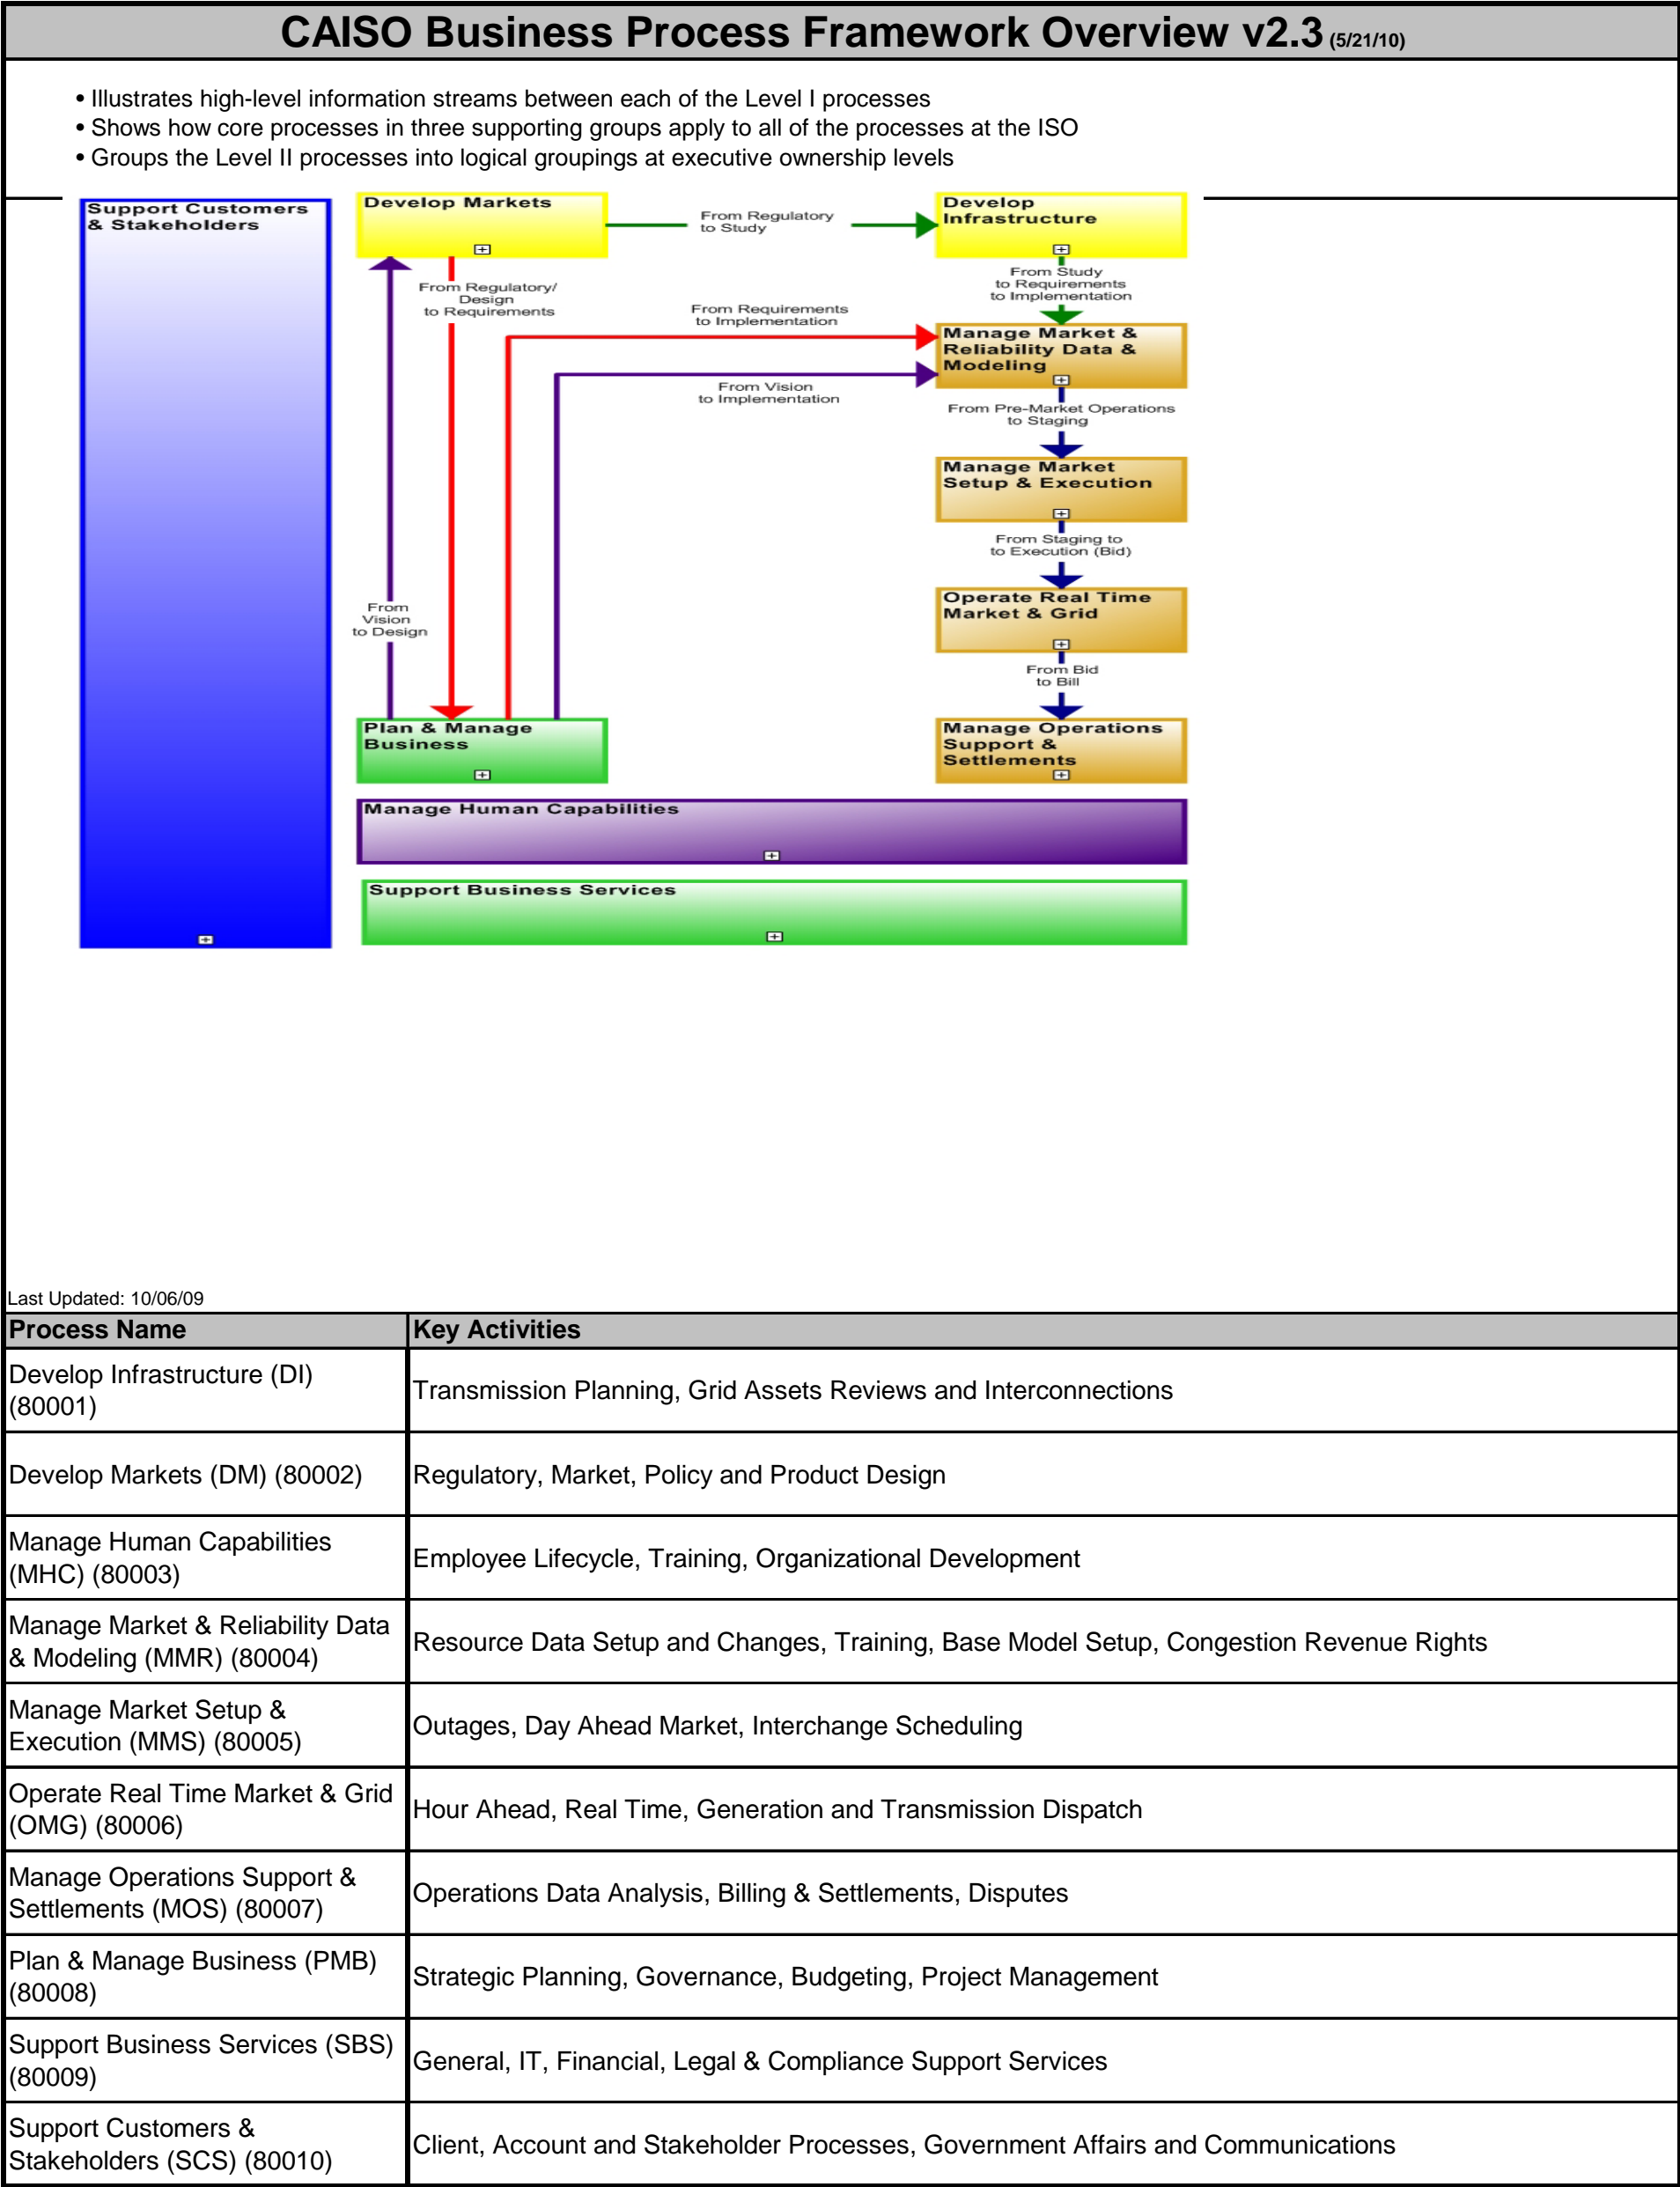 CAISO Business Process Framework Overview v2.3 (5/21/10)
• Illustrates high-level information streams between each of the Level I processes
• Shows how core processes in three supporting groups apply to all of the processes at the ISO
• Groups the Level II processes into logical groupings at executive ownership levels
Support Customers
& Stakeholders
Develop Markets
From Regulatory
to Study
Develop
Infrastructure
From Regulatory/
Design
to Requirements
From Study
to Requirements
to Implementation
From Requirements
to Implementation
Manage Market &
Reliability Data &
Modeling
From Vision
to Implementation
From Pre-Market Operations
to Staging
Manage Market
Setup & Execution
From Staging to
to Execution (Bid)
Operate Real Time
Market & Grid
From
Vision
to Design
From Bid
to Bill
Plan & Manage
Business
Manage Operations
Support &
Settlements
Manage Human Capabilities
Support Business Services
Last Updated: 10/06/09
Process Name
Key Activities
Develop Infrastructure (DI)
(80001)
Transmission Planning, Grid Assets Reviews and Interconnections
Develop Markets (DM) (80002)
Regulatory, Market, Policy and Product Design
Manage Human Capabilities
(MHC) (80003)
Employee Lifecycle, Training, Organizational Development
Manage Market & Reliability Data
& Modeling (MMR) (80004)
Resource Data Setup and Changes, Training, Base Model Setup, Congestion Revenue Rights
Manage Market Setup &
Execution (MMS) (80005)
Outages, Day Ahead Market, Interchange Scheduling
Operate Real Time Market & Grid
(OMG) (80006)
Hour Ahead, Real Time, Generation and Transmission Dispatch
Manage Operations Support &
Settlements (MOS) (80007)
Operations Data Analysis, Billing & Settlements, Disputes
Plan & Manage Business (PMB)
(80008)
Strategic Planning, Governance, Budgeting, Project Management
Support Business Services (SBS)
(80009)
General, IT, Financial, Legal & Compliance Support Services
Support Customers &
Stakeholders (SCS) (80010)
Client, Account and Stakeholder Processes, Government Affairs and Communications